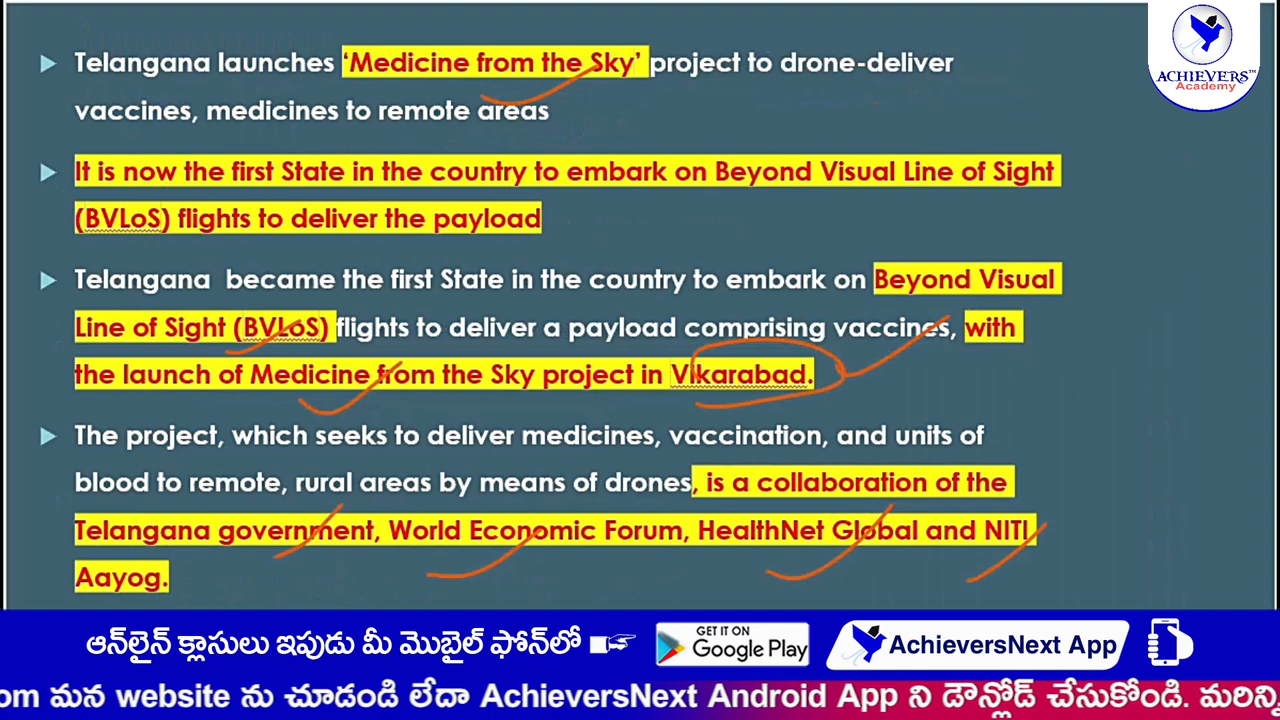 Telangana launches ‘Medicine from the Sky’ project to drone-deliver
vaccines, medicines to remote areas
It is now the first State in the country to embark on Beyond Visual Line of Sight
(BVLoS) flights to deliver the payload
Telangana became the first State in the country to embark on Beyond Visual
Line of Sight (BVLoS) flights to deliver a payload comprising vaccines, with
the launch of Medicine from the Sky project in Vikarabad.
The project, which seeks to deliver medicines, vaccination, and units of
blood to remote, rural areas by means of drones, is a collaboration of the
Telangana government, World Economic Forum, HealthNet Global and NITI
Aayog.
ACHIEVERS™
Academy
ఆన్‌లైన్ క్లాసులు ఇపుడు మీ మొబైల్ ఫోన్‌లో
GET IT ON
Google Play
AchieversNext App
om మన website ను చూడండి లేదా AchieversNext Android App ని డౌన్లోడ్ చేసుకోండి. మరిన్ని